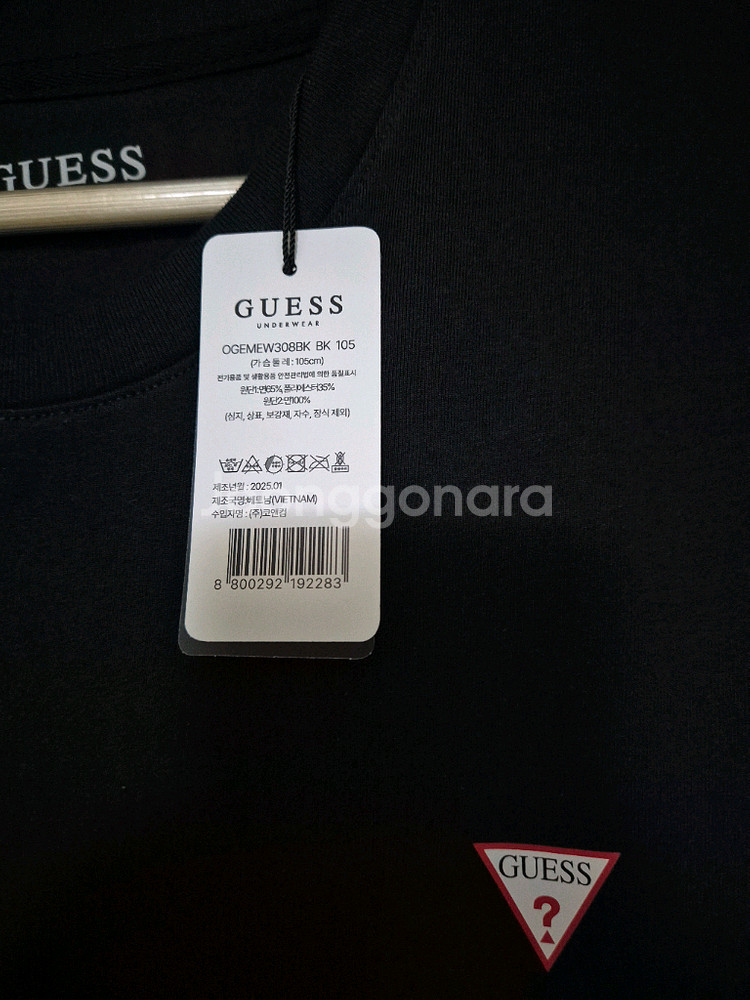 GUESS
GUESS
UNDERWEAR
OGEMEW308BK BK 105
(가슴둘레:105cm)
전기용품 및 생활용품 안전관리법에 의한 품질표시
원단1:면65%,폴리에스터35%
원단2:면100%
(심지, 상표, 보강재, 자수, 장식 제외)
제조년월 : 2025.01
제조국명:베트남(VIETNAM)
수입자명 : (주)코앤컴
Joonggonara
8 800292 192283
GUESS
?